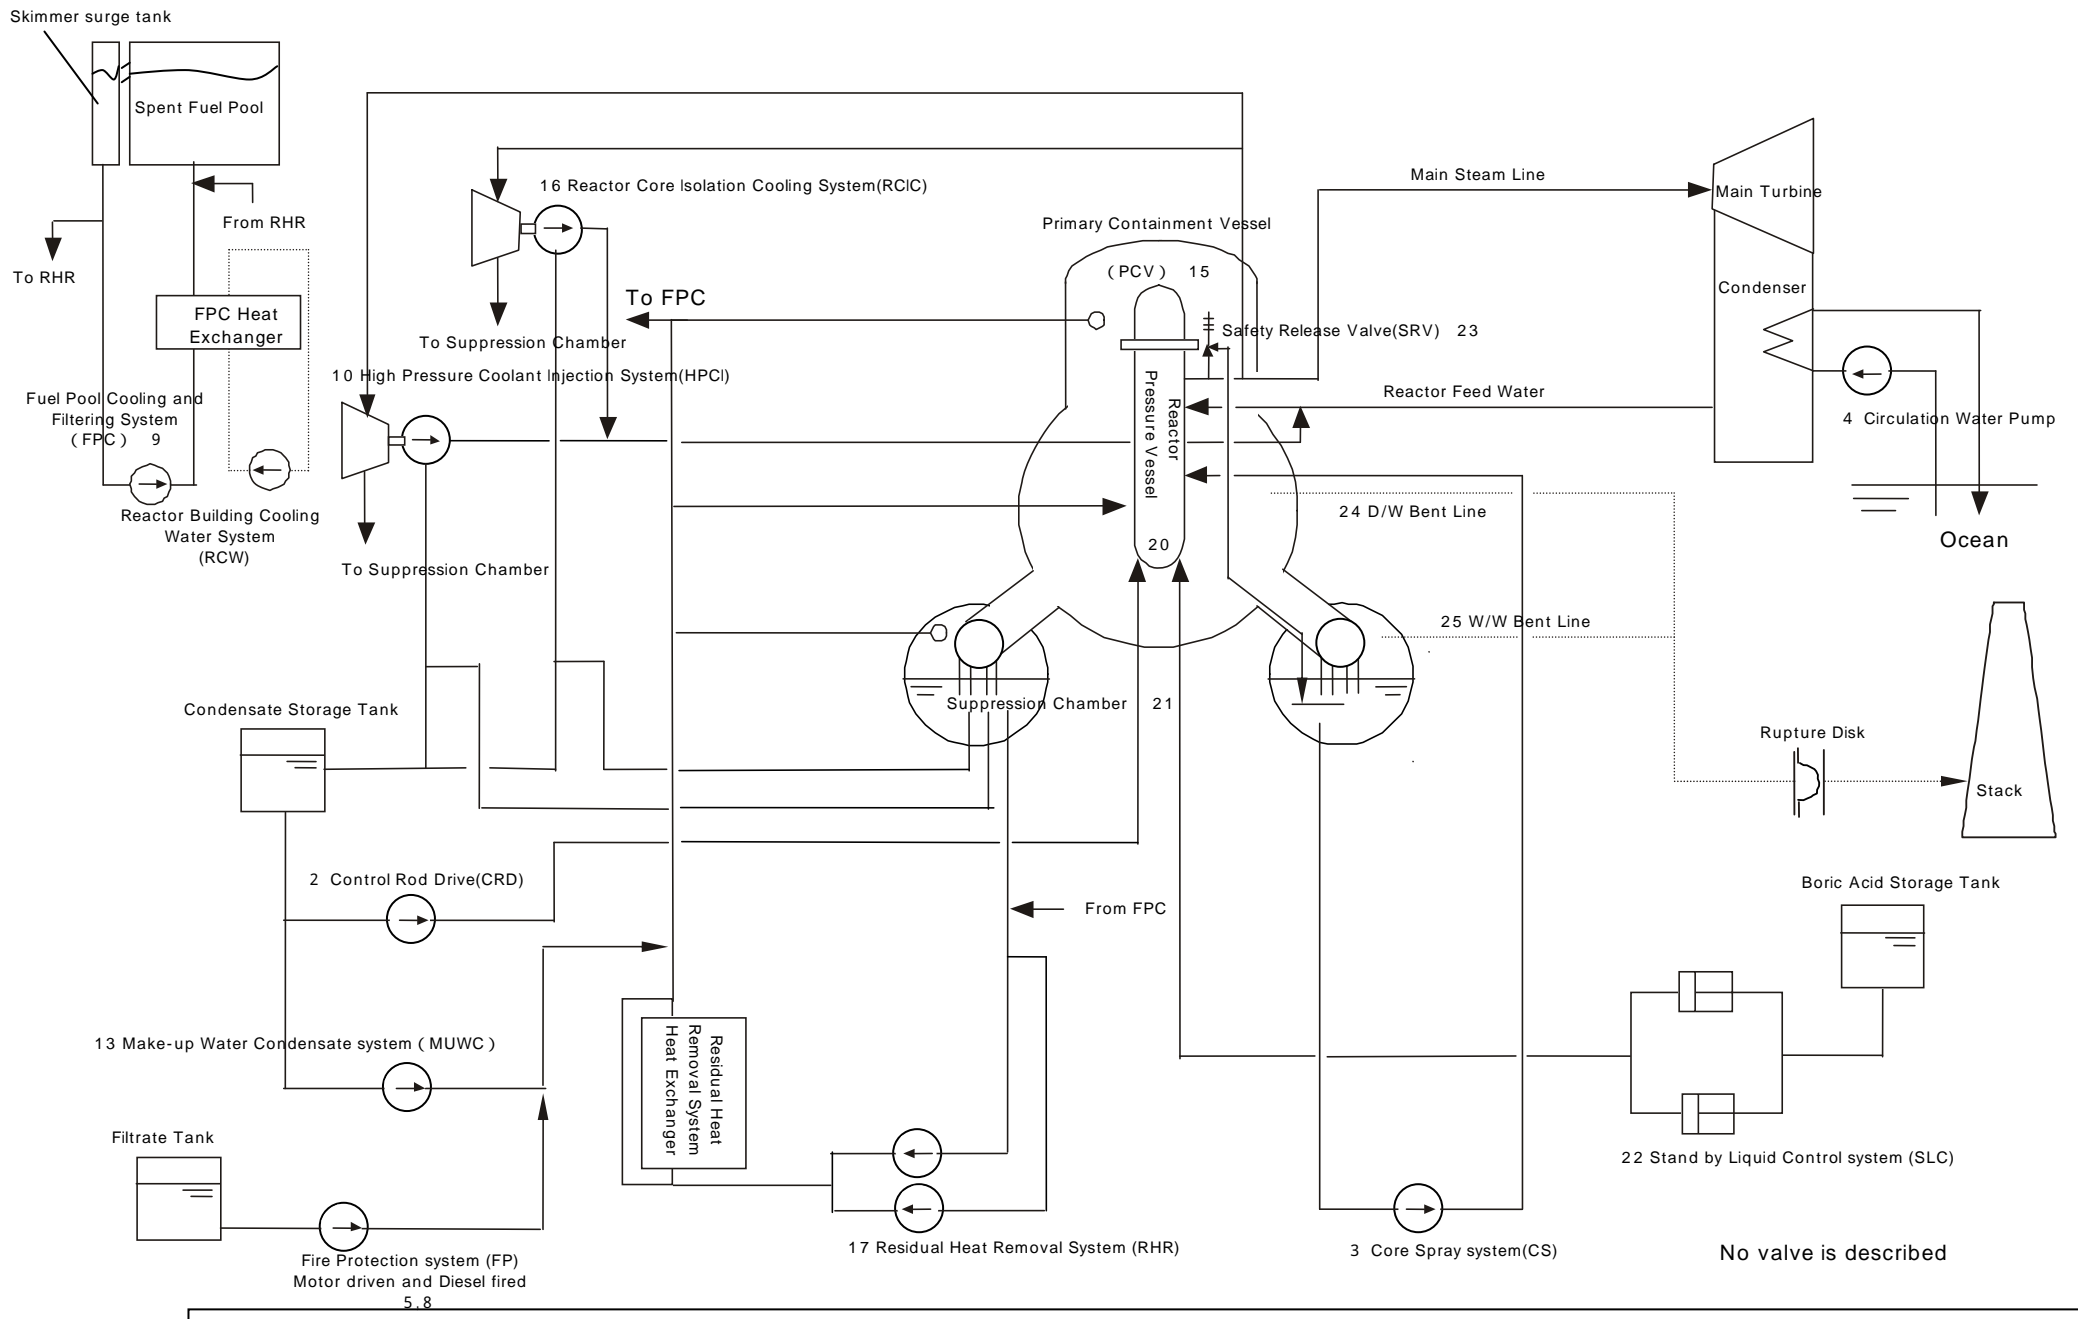 Skimmer surge tank
Spent Fuel Pool
From RHR
To RHR
FPC Heat
Exchanger
Fuel Pool Cooling and
Filtering System
(FPC) 9
Reactor Building Cooling
Water System
(RCW)
16 Reactor Core Isolation Cooling System(RCIC)
To FPC
To Suppression Chamber
10 High Pressure Coolant Injection System(HPCI)
To Suppression Chamber
Primary Containment Vessel
(PCV) 15
Safety Release Valve(SRV) 23
Reactor
Pressure Vessel
20
Main Steam Line
Main Turbine
Condenser
Reactor Feed Water
4 Circulation Water Pump
Ocean
24 D/W Bent Line
25 W/W Bent Line
Suppression Chamber 21
Condensate Storage Tank
Rupture Disk
Stack
2 Control Rod Drive(CRD)
From FPC
Boric Acid Storage Tank
13 Make-up Water Condensate system (MUWC)
Residual Heat
Removal System
Heat Exchanger
Filtrate Tank
22 Stand by Liquid Control system (SLC)
17 Residual Heat Removal System (RHR)
3 Core Spray system(CS)
No valve is described
Fire Protection system (FP)
Motor driven and Diesel fired
5,8